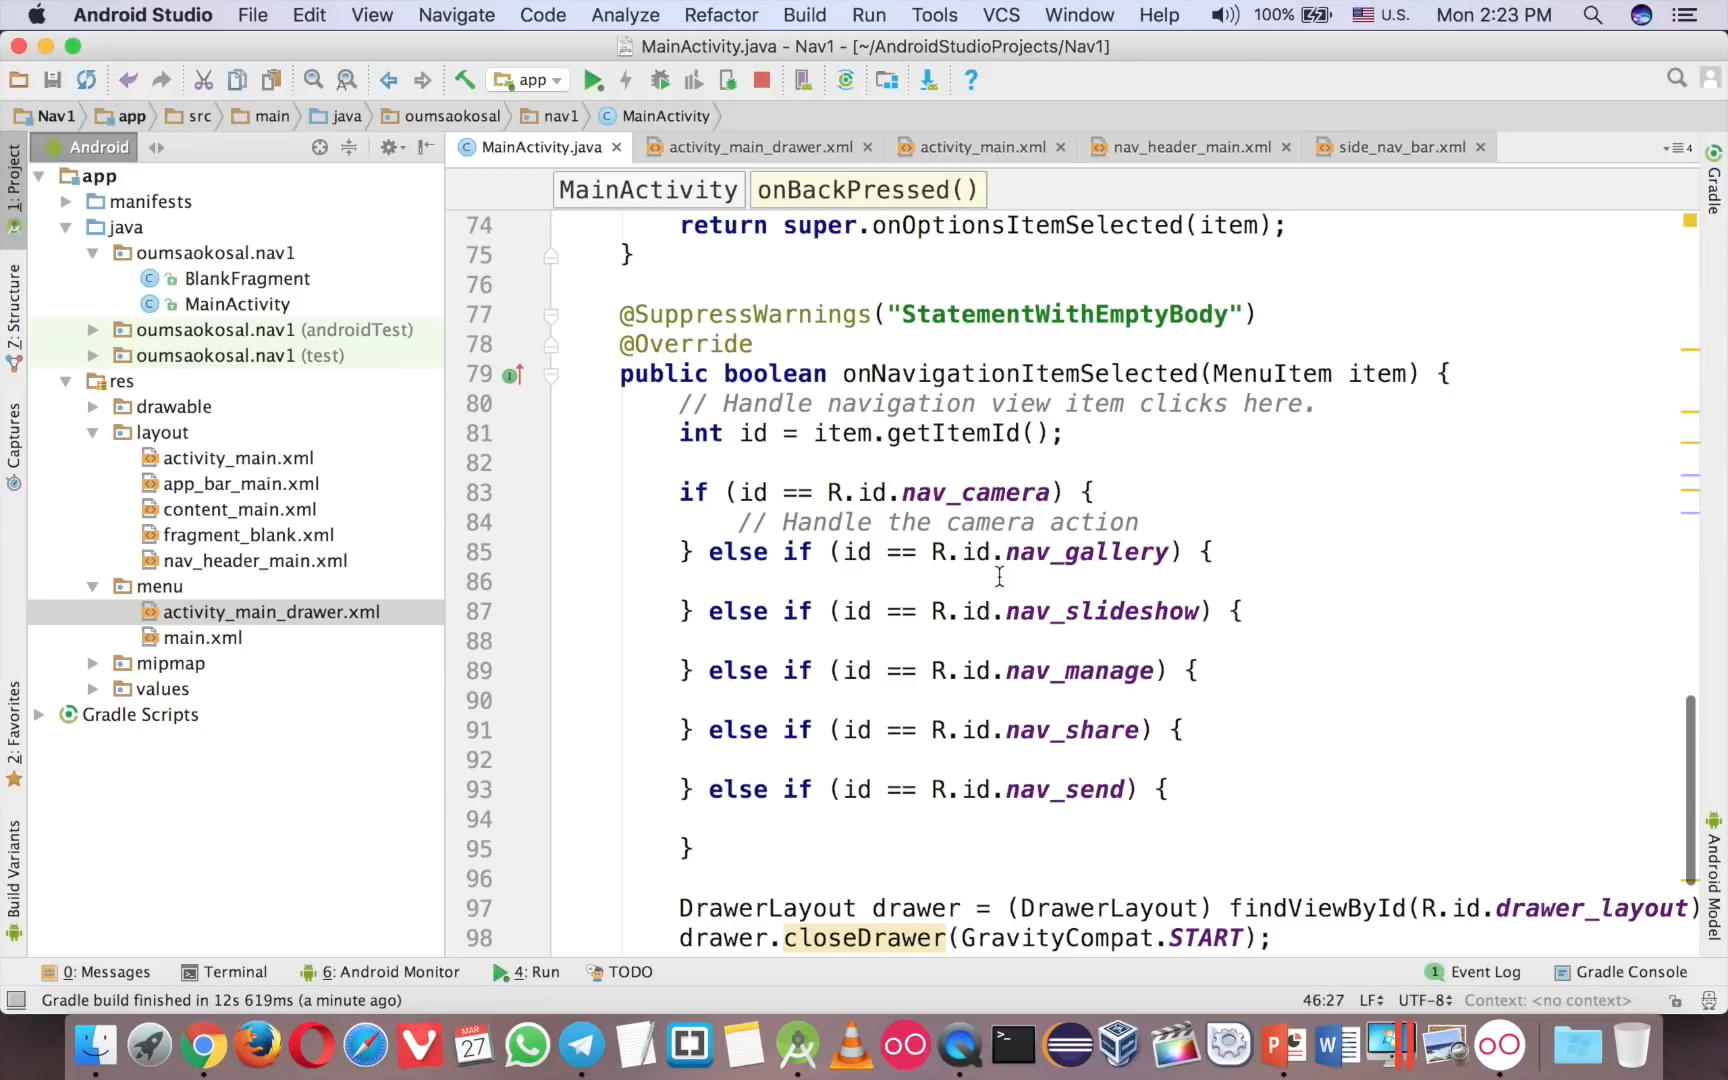 Android Studio File Edit View Navigate Code Analyze Refactor Build Run Tools VCS Window Help 100% U.S. Mon 2:23 PM
MainActivity.java - Nav1 - [~/AndroidStudioProjects/Nav1]
app
Nav1 app src main java oumsaokosal nav1 MainActivity
Android
MainActivity.java activity_main_drawer.xml activity_main.xml nav_header_main.xml side_nav_bar.xml 4
1: Project
Z: Structure
Captures
2: Favorites
Build Variants
app
manifests
java
oumsaokosal.nav1
BlankFragment
MainActivity
oumsaokosal.nav1 (androidTest)
oumsaokosal.nav1 (test)
res
drawable
layout
activity_main.xml
app_bar_main.xml
content_main.xml
fragment_blank.xml
nav_header_main.xml
menu
activity_main_drawer.xml
main.xml
mipmap
values
Gradle Scripts
MainActivity onBackPressed()
74 return super.onOptionsItemSelected(item);
75 }
76
77 @SuppressWarnings("StatementWithEmptyBody")
78 @Override
79 public boolean onNavigationItemSelected(MenuItem item) {
80 // Handle navigation view item clicks here.
81 int id = item.getItemId();
82
83 if (id == R.id.nav_camera) {
84 // Handle the camera action
85 } else if (id == R.id.nav_gallery) {
86
87 } else if (id == R.id.nav_slideshow) {
88
89 } else if (id == R.id.nav_manage) {
90
91 } else if (id == R.id.nav_share) {
92
93 } else if (id == R.id.nav_send) {
94
95 }
96
97 DrawerLayout drawer = (DrawerLayout) findViewById(R.id.drawer_layout)
98 drawer.closeDrawer(GravityCompat.START);
Gradle
Android Model
0: Messages Terminal 6: Android Monitor 4: Run TODO 1 Event Log Gradle Console
Gradle build finished in 12s 619ms (a minute ago) 46:27 LF UTF-8 Context: <no context>
MAR
27
P
W